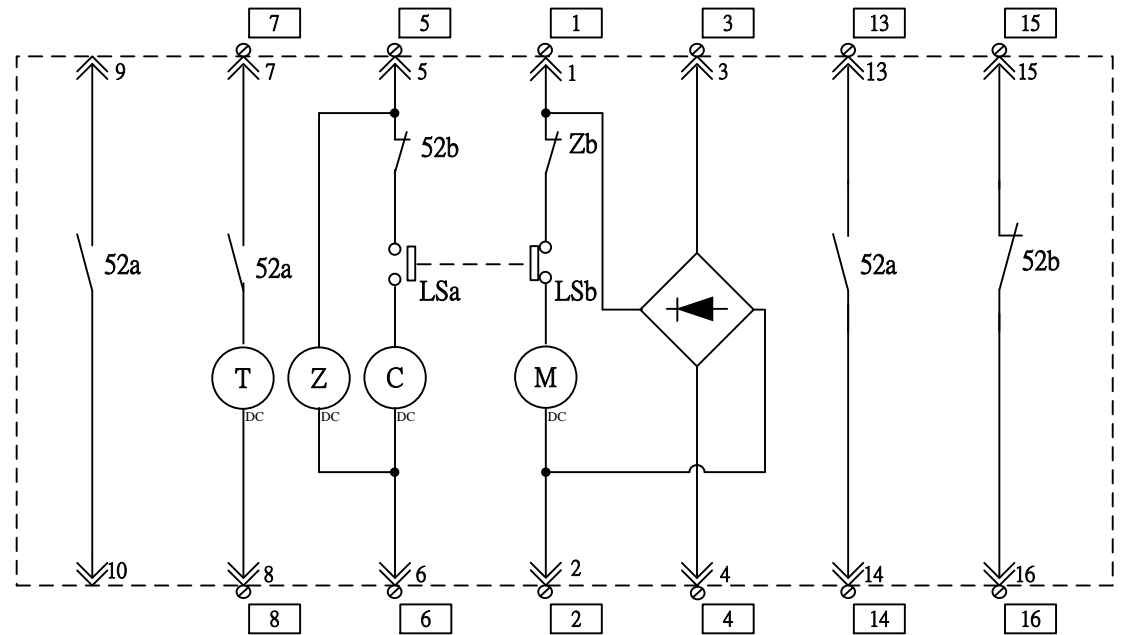 7 5 1 3 13 15
9 7 5 1 3 13 15
52b Zb
52a 52a 52a 52b
LSa LSb
T Z C M
DC DC DC DC
10 8 6 2 4 14 16
8 6 2 4 14 16